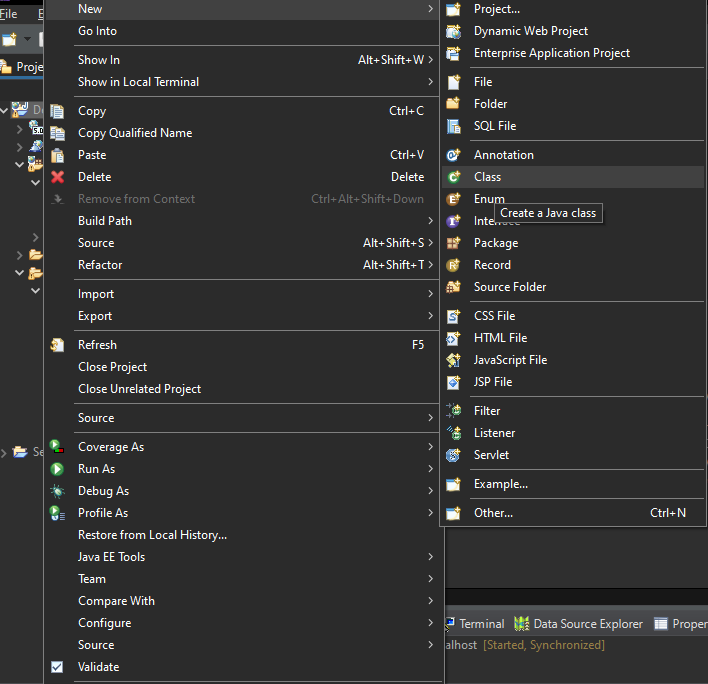 File
New
Go Into
Show In Alt+Shift+W
Show in Local Terminal
Copy Ctrl+C
Copy Qualified Name
Paste Ctrl+V
Delete Delete
Remove from Context Ctrl+Alt+Shift+Down
Build Path
Source Alt+Shift+S
Refactor Alt+Shift+T
Import
Export
Refresh F5
Close Project
Close Unrelated Project
Source
Coverage As
Run As
Debug As
Profile As
Restore from Local History...
Java EE Tools
Team
Compare With
Configure
Source
Validate
Project...
Dynamic Web Project
Enterprise Application Project
File
Folder
SQL File
Annotation
Class
Enum
Create a Java class
Package
Record
Source Folder
CSS File
HTML File
JavaScript File
JSP File
Filter
Listener
Servlet
Example...
Other... Ctrl+N
Terminal Data Source Explorer Proper
alhost [Started, Synchronized]
Proje
5.0
Se